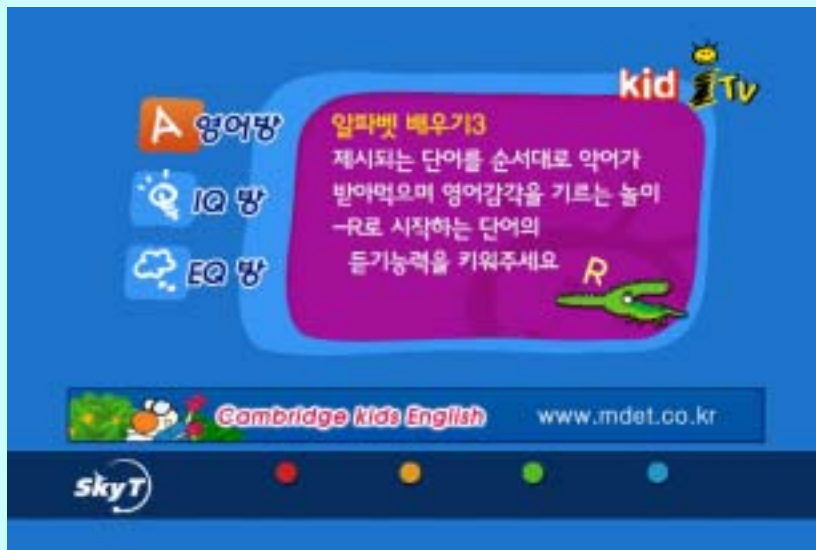 kid i TV
A 영어방
IQ 방
EQ 방
알파벳 배우기3
제시되는 단어를 순서대로 악어가
받아먹으며 영어감각을 기르는 놀이
-R로 시작하는 단어의
듣기능력을 키워주세요
R
Cambridge kids English
www.mdet.co.kr
SkyT